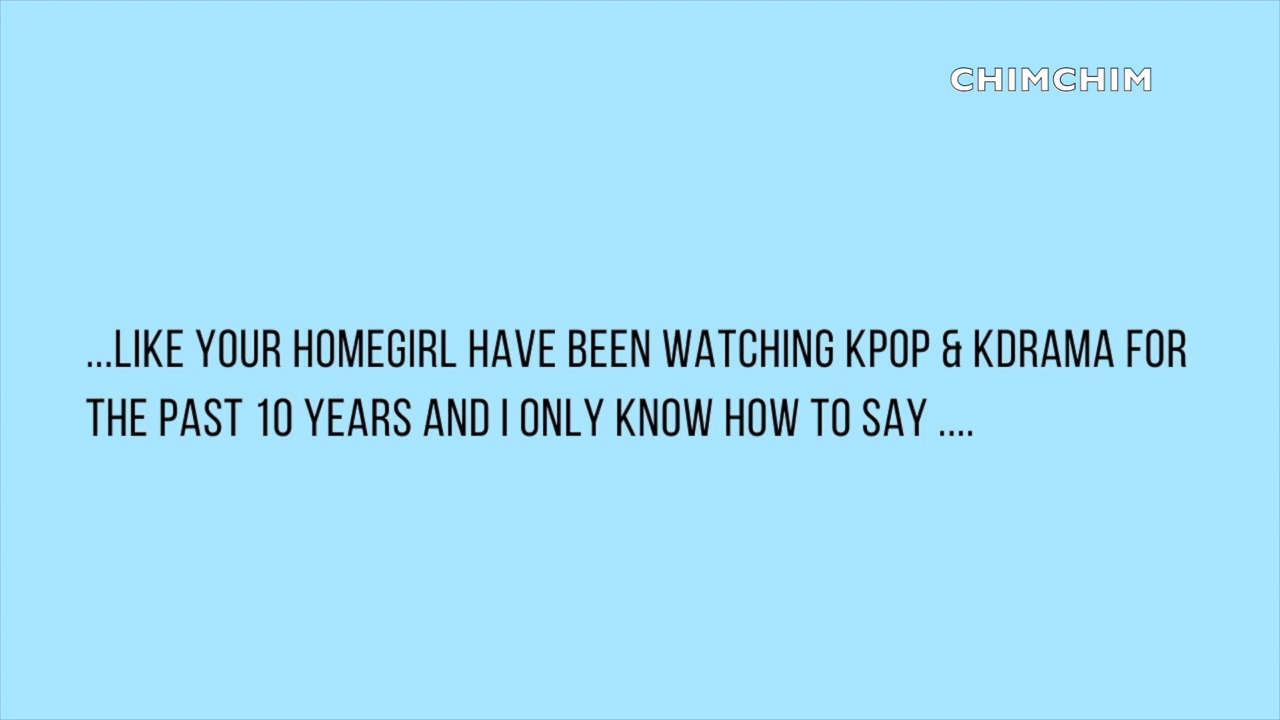 CHIMCHIM
...LIKE YOUR HOMEGIRL HAVE BEEN WATCHING KPOP & KDRAMA FOR
THE PAST 10 YEARS AND I ONLY KNOW HOW TO SAY ....